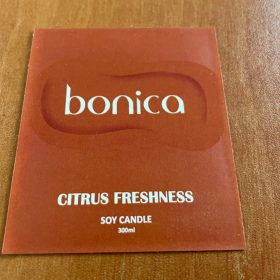 bonica
CITRUS FRESHNESS
SOY CANDLE
300ml